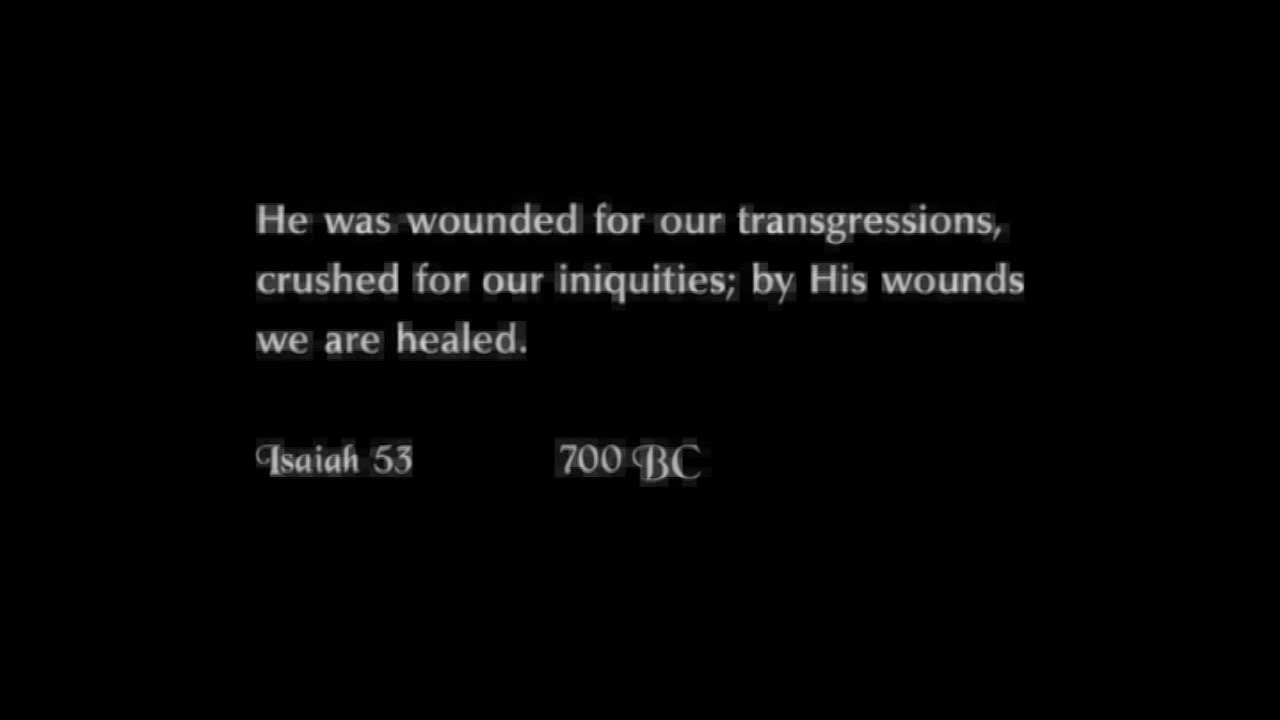 He was wounded for our transgressions,
crushed for our iniquities; by His wounds
we are healed.
Isaiah 53 700 BC